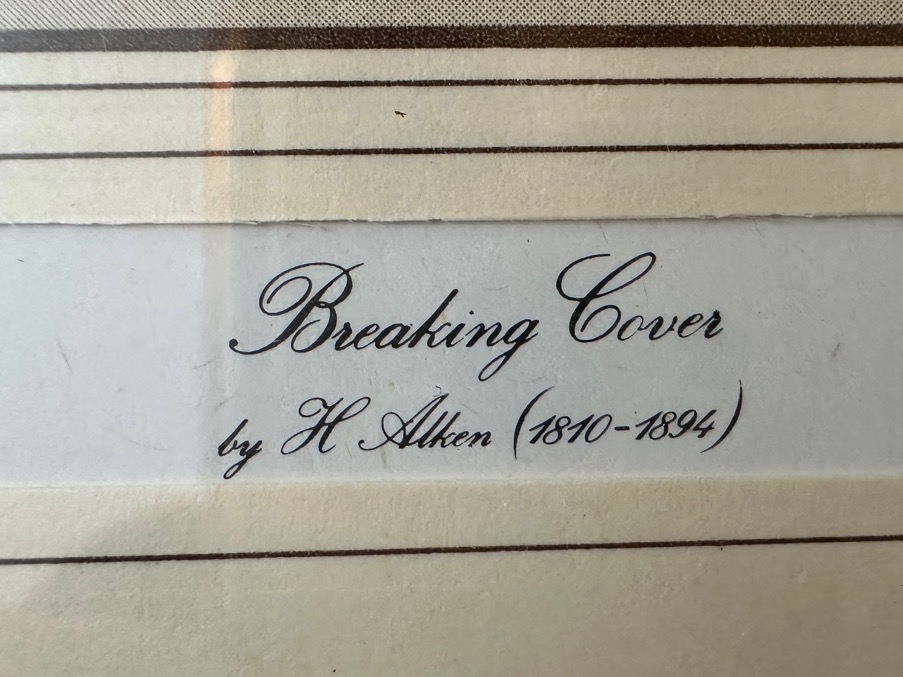 Breaking Cover
by H Alken (1810-1894)